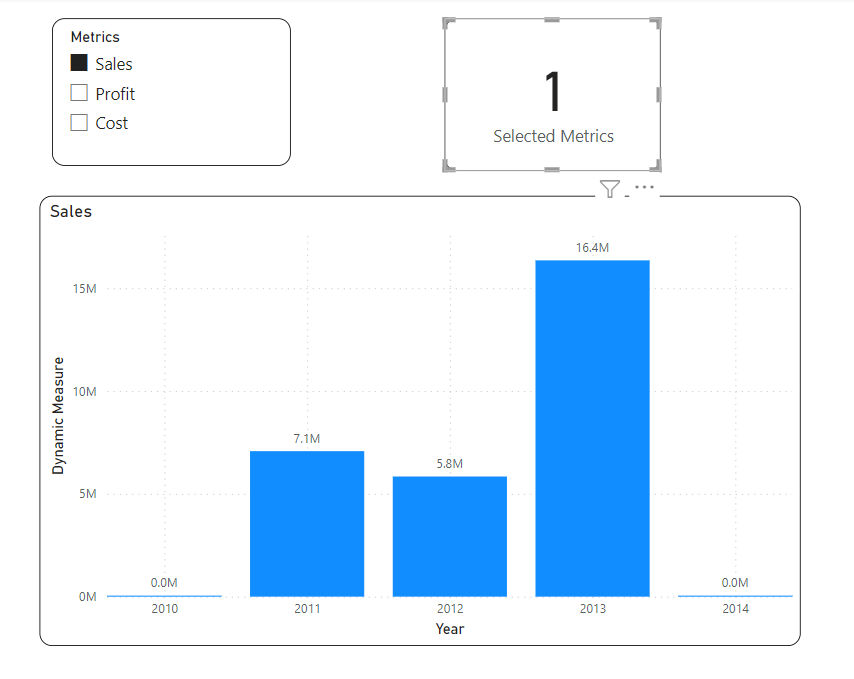 Metrics
Sales
Profit
Cost
1
Selected Metrics
Sales
Dynamic Measure
15M
10M
5M
0M
0.0M
7.1M
5.8M
16.4M
0.0M
2010
2011
2012
2013
2014
Year